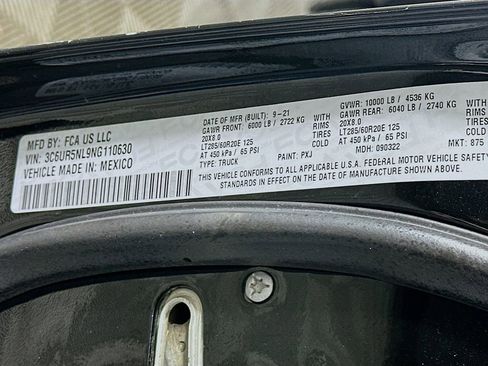 MFD BY: FCA US LLC
DATE OF MFR (BUILT): 9-21
GVWR: 10000 LB / 4536 KG
GAWR FRONT: 6000 LB / 2722 KG
WITH
GAWR REAR: 6040 LB / 2740 KG
WITH
20X8.0
RIMS
20X8.0
RIMS
LT285/60R20E 125R
TIRES
LT285/60R20E 125R
TIRES
AT 450 kPa / 65 PSI
COLD
AT 450 kPa / 65 PSI
COLD
VIN: 3C6UR5NL9NG110630
TYPE: TRUCK
PAINT: PXJ
MDH: 090322
MKT: 875
VEHICLE MADE IN: MEXICO
THIS VEHICLE CONFORMS TO ALL APPLICABLE U.S.A. FEDERAL MOTOR VEHICLE SAFETY
STANDARDS IN EFFECT ON THE DATE OF MANUFACTURE SHOWN ABOVE.